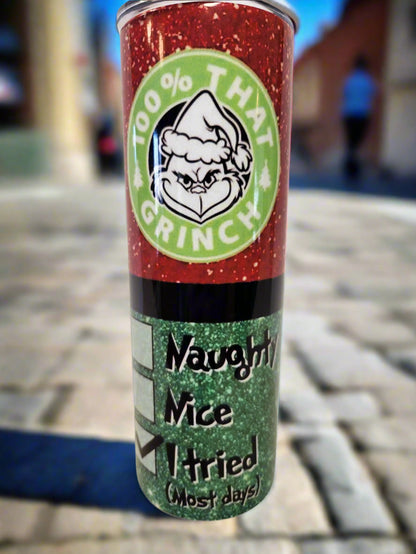 100% THAT
GRINCH
Naughty
Nice
I tried
(Most days)